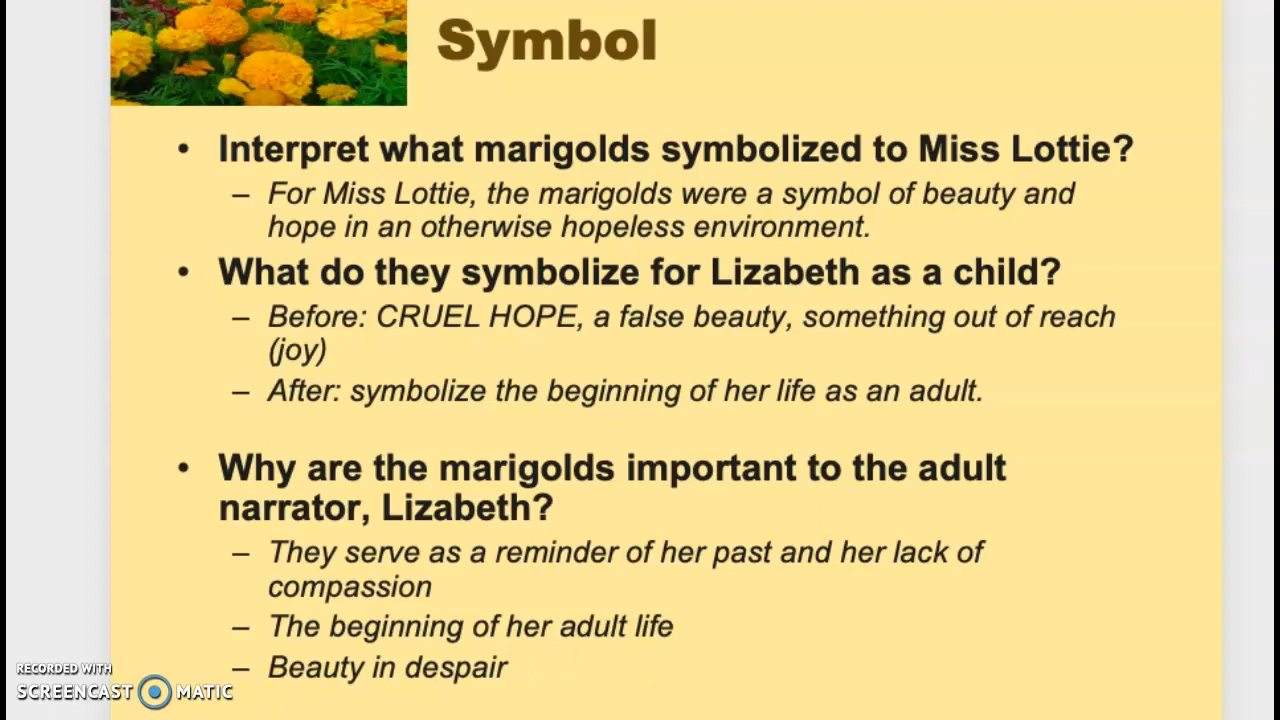 Symbol
• Interpret what marigolds symbolized to Miss Lottie?
– For Miss Lottie, the marigolds were a symbol of beauty and
hope in an otherwise hopeless environment.
• What do they symbolize for Lizabeth as a child?
– Before: CRUEL HOPE, a false beauty, something out of reach
(joy)
– After: symbolize the beginning of her life as an adult.
• Why are the marigolds important to the adult
narrator, Lizabeth?
– They serve as a reminder of her past and her lack of
compassion
– The beginning of her adult life
– Beauty in despair
RECORDED WITH
SCREENCAST MATIC